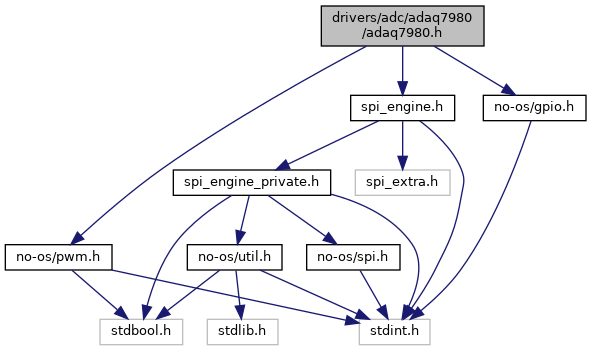 drivers/adc/adaq7980
/adaq7980.h
spi_engine.h
no-os/gpio.h
spi_engine_private.h
spi_extra.h
no-os/pwm.h
no-os/util.h
no-os/spi.h
stdbool.h
stdlib.h
stdint.h